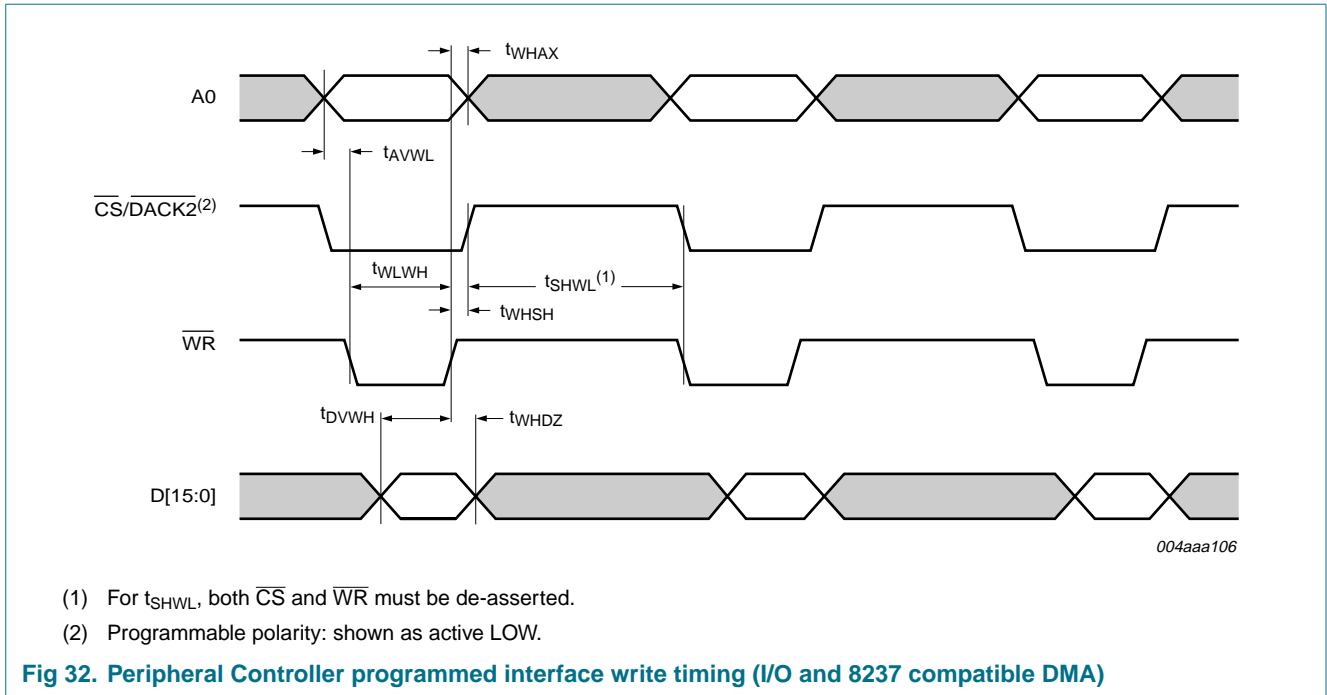 tWHAX
A0
tAVWL
CS/DACK2(2)
tWLWH
tSHWL(1)
tWHSH
WR
tDVWH
tWHDZ
D[15:0]
004aaa106
(1) For tSHWL, both CS and WR must be de-asserted.
(2) Programmable polarity: shown as active LOW.
Fig 32. Peripheral Controller programmed interface write timing (I/O and 8237 compatible DMA)